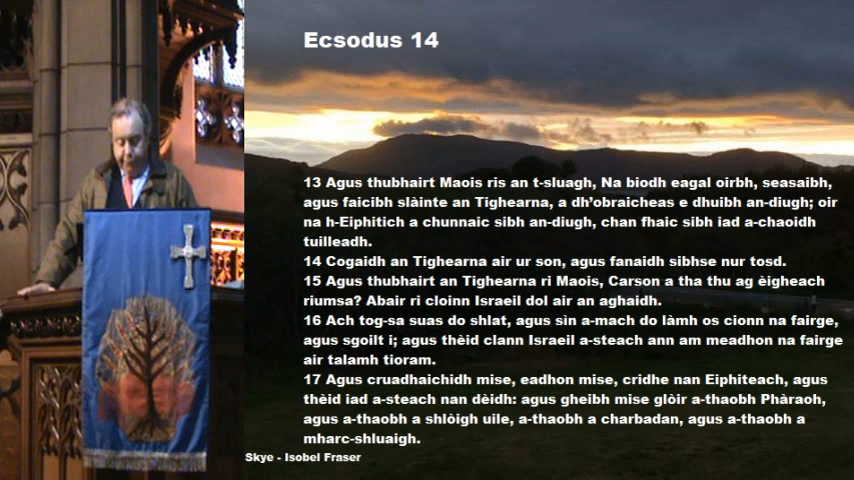 Ecsodus 14
13 Agus thubhairt Maois ris an t-sluagh, Na biodh eagal oirbh, seasaibh,
agus faicibh slàinte an Tighearna, a dh’obraicheas e dhuibh an-diugh; oir
na h-Eiphitich a chunnaic sibh an-diugh, chan fhaic sibh iad a-chaoidh
tuilleadh.
14 Cogaidh an Tighearna air ur son, agus fanaidh sibhse nur tosd.
15 Agus thubhairt an Tighearna ri Maois, Carson a tha thu ag èigheach
riumsa? Abair ri cloinn Israeil dol air an aghaidh.
16 Ach tog-sa suas do shlat, agus sìn a-mach do làmh os cionn na fairge,
agus sgoilt i; agus thèid clann Israeil a-steach ann am meadhon na fairge
air talamh tioram.
17 Agus cruadhaichidh mise, eadhon mise, cridhe nan Eiphiteach, agus
thèid iad a-steach nan dèidh: agus gheibh mise glòir a-thaobh Phàraoh,
agus a-thaobh a shlòigh uile, a-thaobh a charbadan, agus a-thaobh a
mharc-shluaigh.
Skye - Isobel Fraser